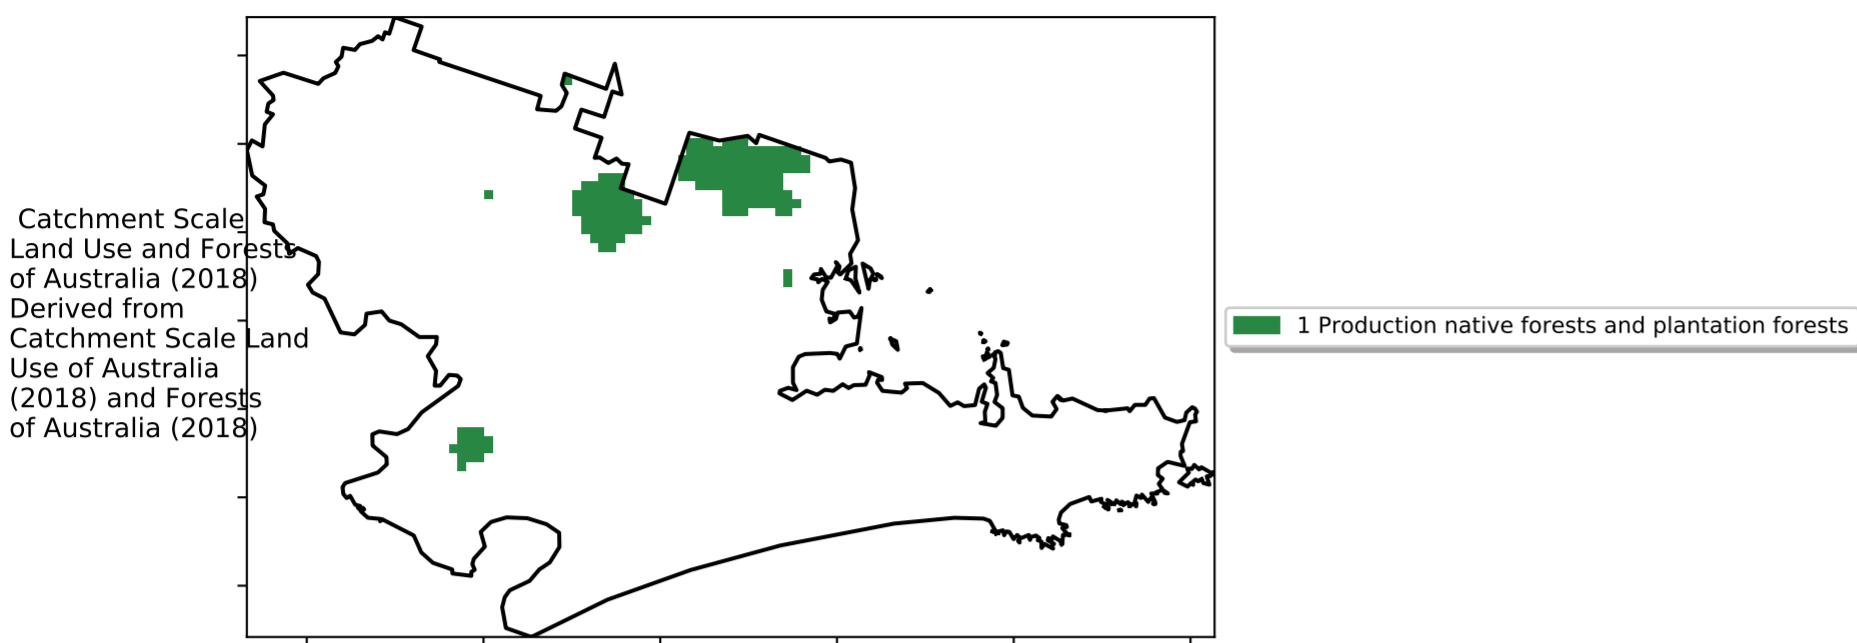 Catchment Scale
Land Use and Forests
of Australia (2018)
Derived from
Catchment Scale Land
Use of Australia
(2018) and Forests
of Australia (2018)
1 Production native forests and plantation forests